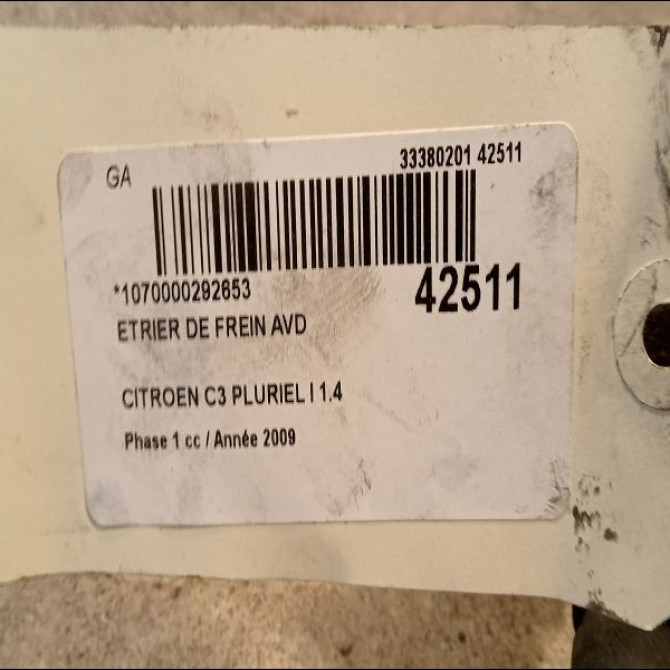 GA
33380201 42511
*1070000292653
42511
ETRIER DE FREIN AVD
CITROEN C3 PLURIEL I 1.4
Phase 1 cc / Année 2009